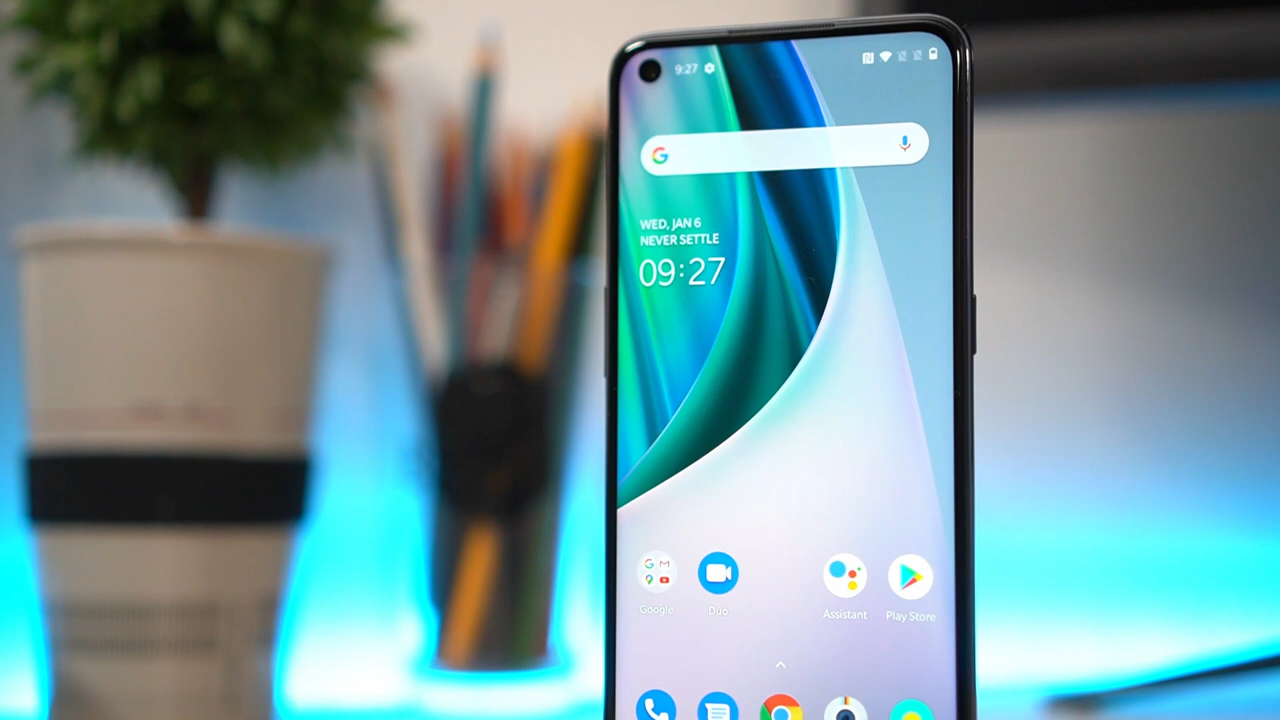 9:27
WED, JAN 6
NEVER SETTLE
09:27
Google
Duo
Assistant
Play Store